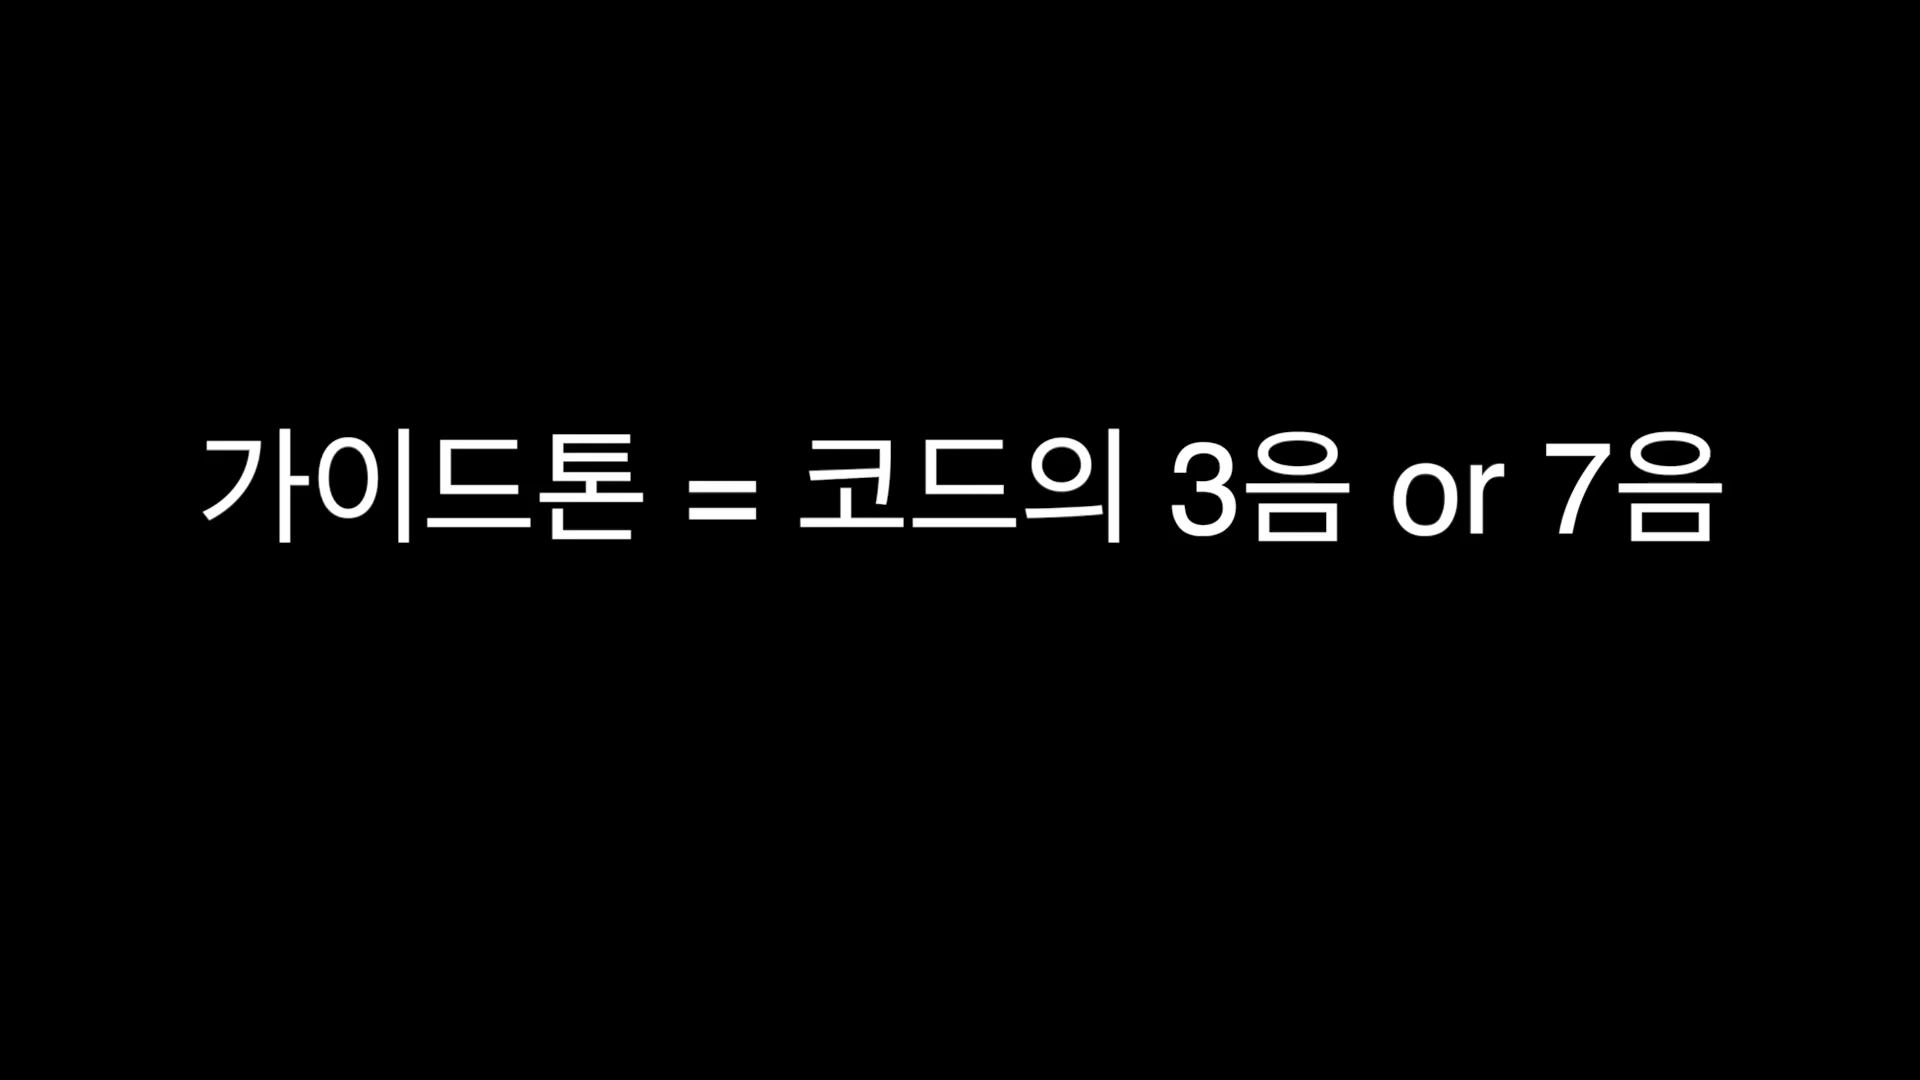 가이드톤 = 코드의 3음 or 7음